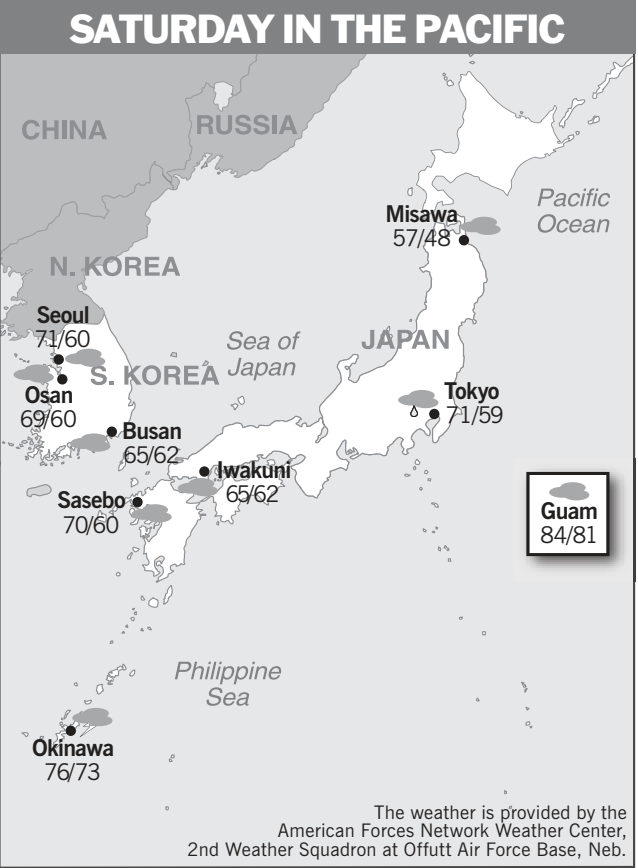 SATURDAY IN THE PACIFIC
CHINA
RUSSIA
Pacific
Ocean
Misawa
57/48
N. KOREA
Seoul
71/60
Sea of
Japan
JAPAN
S. KOREA
Osan
69/60
Tokyo
71/59
Busan
65/62
Iwakuni
65/62
Sasebo
70/60
Guam
84/81
Philippine
Sea
Okinawa
76/73
The weather is provided by the
American Forces Network Weather Center,
2nd Weather Squadron at Offutt Air Force Base, Neb.